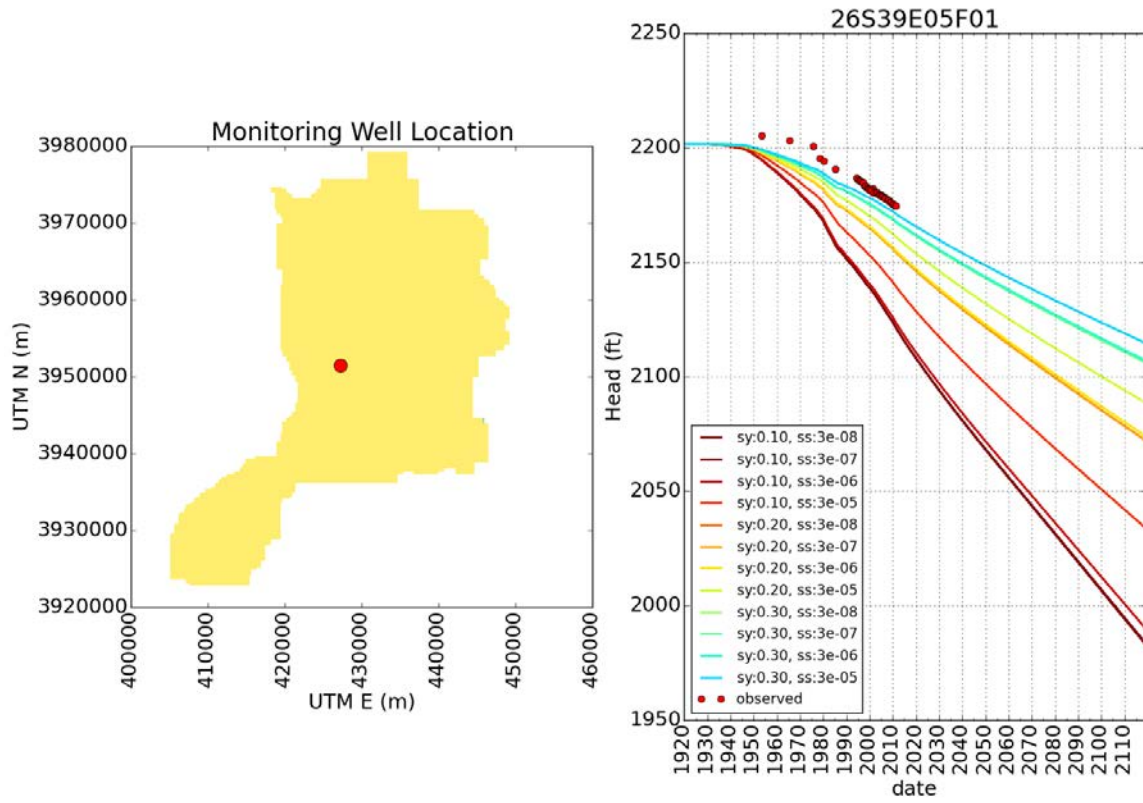 Monitoring Well Location
3980000
3970000
3960000
3950000
3940000
3930000
3920000
UTM N (m)
400000
410000
420000
430000
440000
450000
460000
UTM E (m)
26S39E05F01
2250
2200
2150
2100
2050
2000
1950
Head (ft)
sy:0.10, ss:3e-08
sy:0.10, ss:3e-07
sy:0.10, ss:3e-06
sy:0.10, ss:3e-05
sy:0.20, ss:3e-08
sy:0.20, ss:3e-07
sy:0.20, ss:3e-06
sy:0.20, ss:3e-05
sy:0.30, ss:3e-08
sy:0.30, ss:3e-07
sy:0.30, ss:3e-06
sy:0.30, ss:3e-05
observed
1920
1930
1940
1950
1960
1970
1980
1990
2000
2010
2020
2030
2040
2050
2060
2070
2080
2090
2100
2110
date